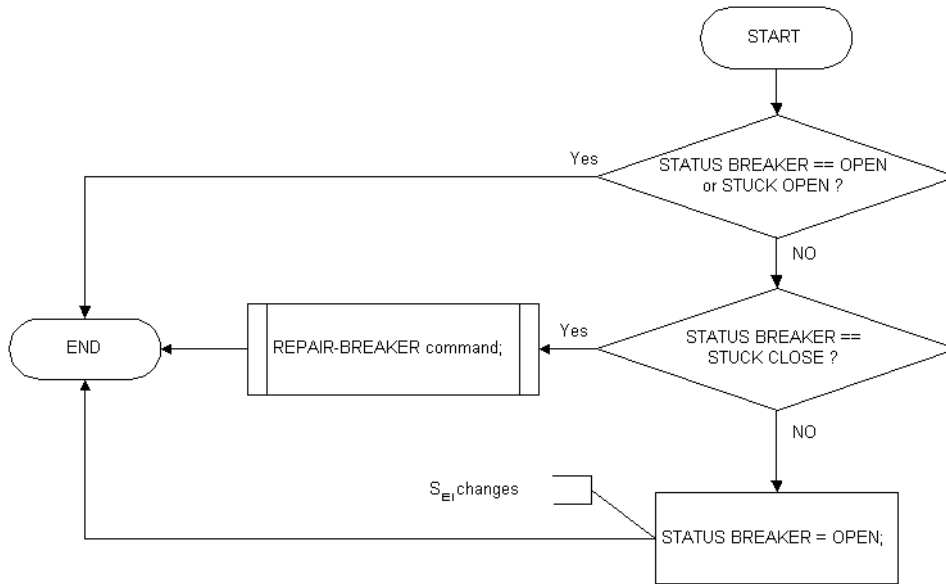 START
STATUS BREAKER == OPEN
or STUCK OPEN ?
Yes
NO
STATUS BREAKER ==
STUCK CLOSE ?
Yes
REPAIR-BREAKER command;
END
NO
S_EI changes
STATUS BREAKER = OPEN;